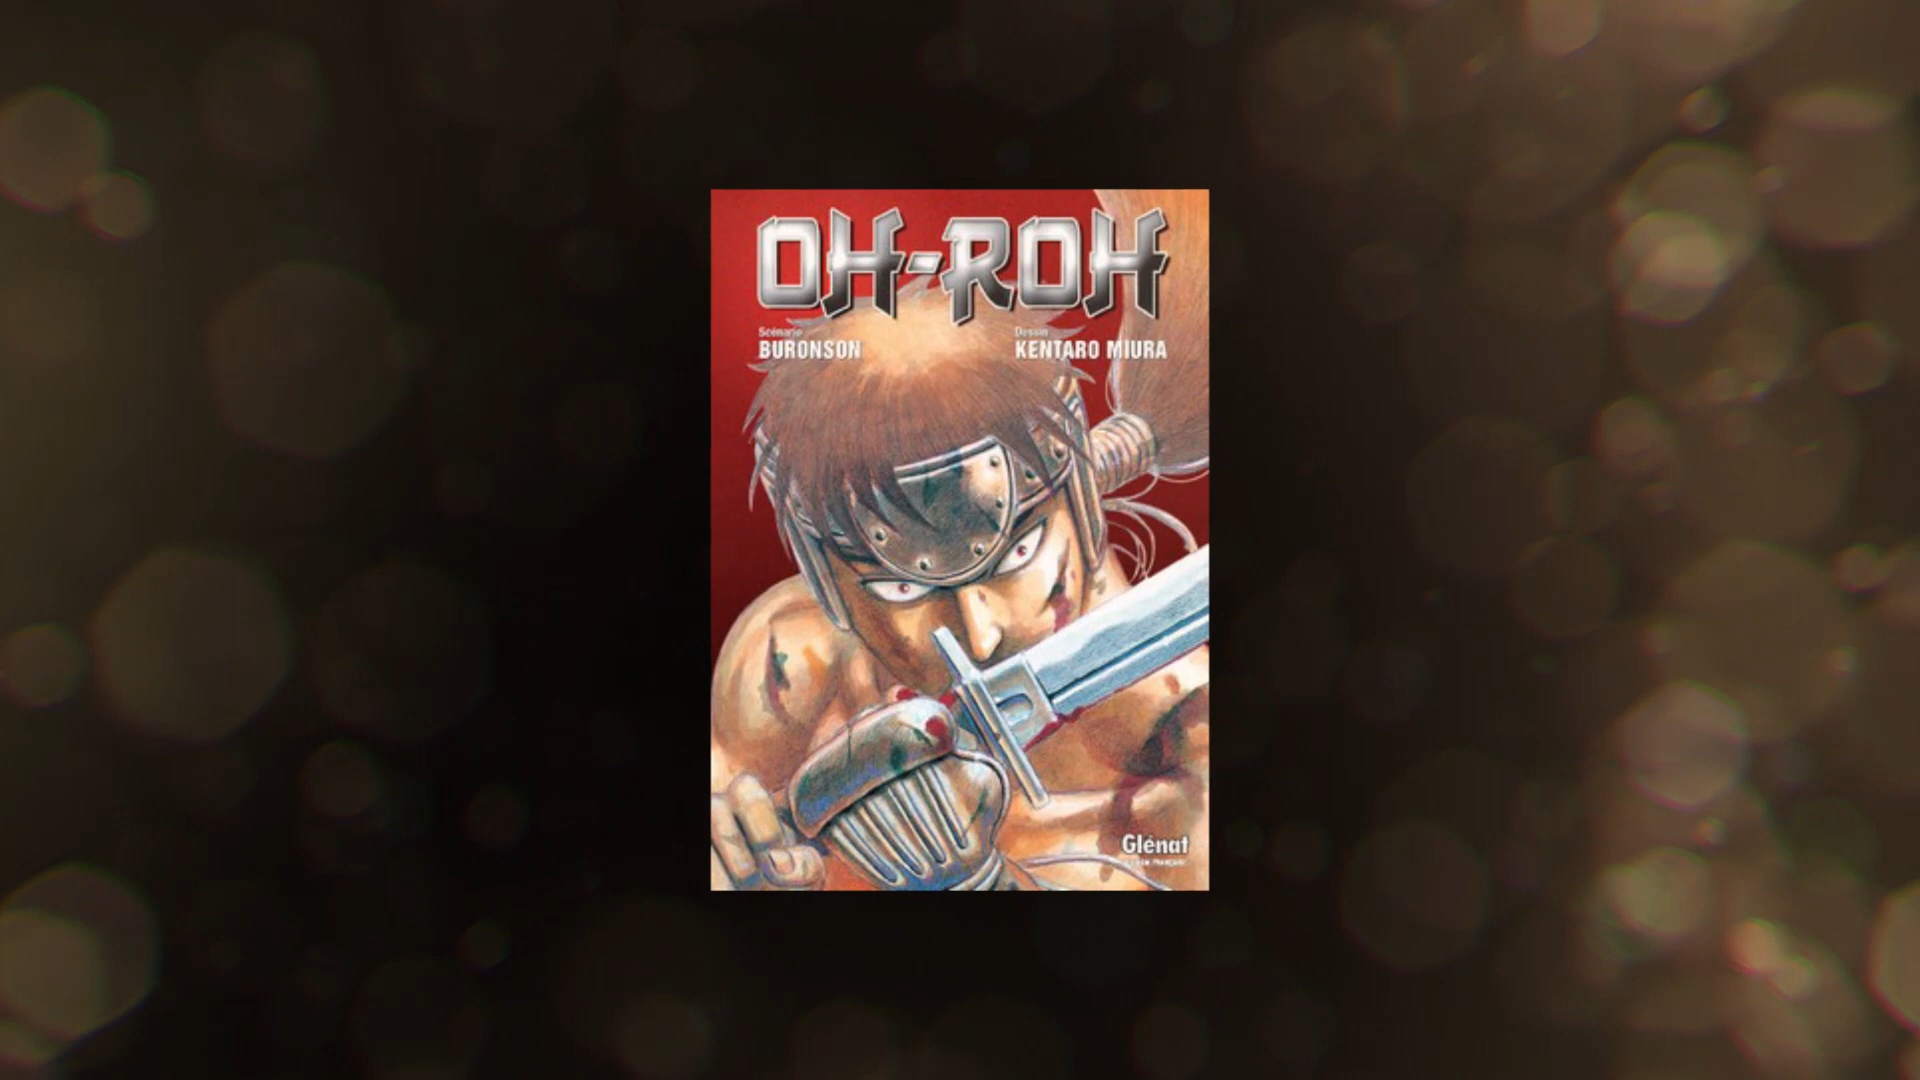 OH-ROH
Scénario
BURONSON
Dessin
KENTARO MIURA
Glénat